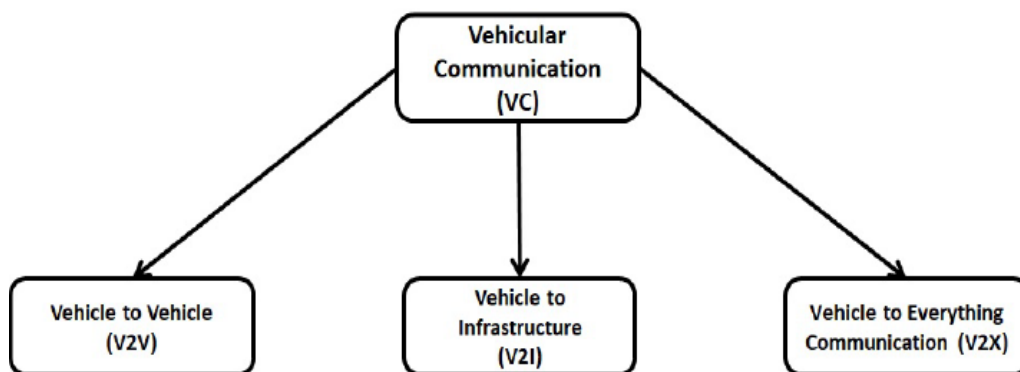 Vehicular
Communication
(VC)
Vehicle to Vehicle
(V2V)
Vehicle to
Infrastructure
(V2I)
Vehicle to Everything
Communication (V2X)